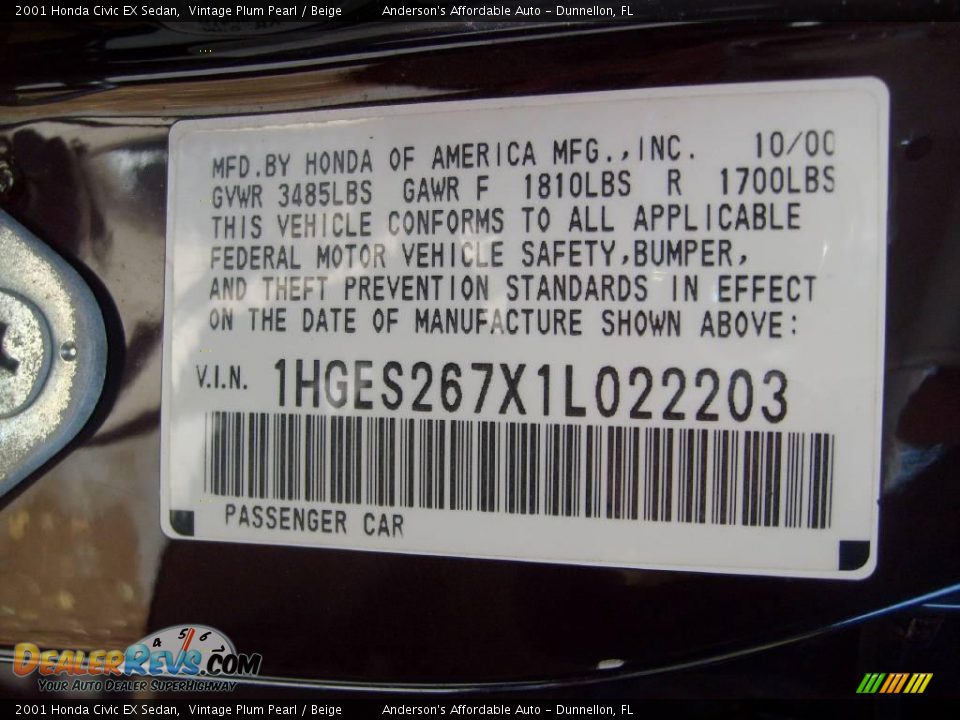 2001 Honda Civic EX Sedan,  Vintage Plum Pearl / Beige Anderson's Affordable Auto - Dunnellon, FL
MFD.BY HONDA OF AMERICA MFG.,INC. 10/00
GVWR 3485LBS GAWR F 1810LBS R 1700LBS
THIS VEHICLE CONFORMS TO ALL APPLICABLE
FEDERAL MOTOR VEHICLE SAFETY,BUMPER,
AND THEFT PREVENTION STANDARDS IN EFFECT
ON THE DATE OF MANUFACTURE SHOWN ABOVE:
V.I.N. 1HGES267X1L022203
PASSENGER CAR
4 5 6
DEALERREVS.COM
YOUR AUTO DEALER SUPERHIGHWAY
2001 Honda Civic EX Sedan,  Vintage Plum Pearl / Beige Anderson's Affordable Auto - Dunnellon, FL